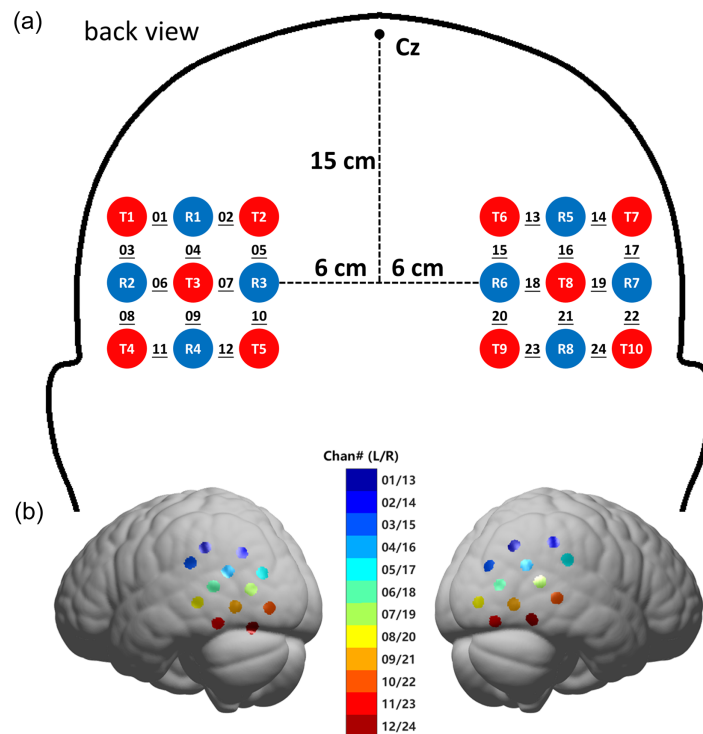 (a)
back view
Cz
15 cm
T1 01 R1 02 T2
T6 13 R5 14 T7
03 04 05
15 16 17
R2 06 T3 07 R3
6 cm 6 cm
R6 18 T8 19 R7
08 09 10
20 21 22
T4 11 R4 12 T5
T9 23 R8 24 T10
Chan# (L/R)
(b)
01/13
02/14
03/15
04/16
05/17
06/18
07/19
08/20
09/21
10/22
11/23
12/24